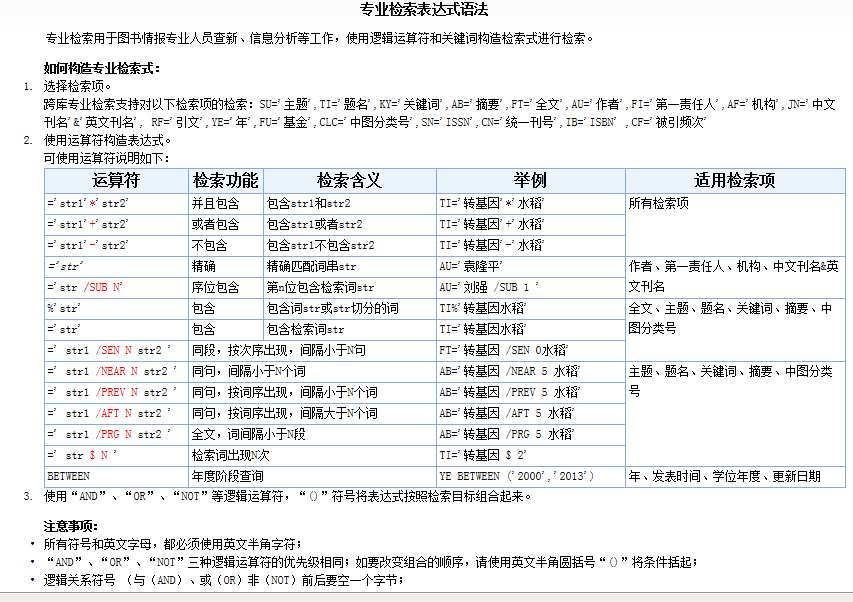 专业检索表达式语法
专业检索用于图书情报专业人员查新、信息分析等工作，使用逻辑运算符和关键词构造检索式进行检索。
如何构造专业检索式：
1. 选择检索项。
跨库专业检索支持对以下检索项的检索：SU='主题',TI='题名',KY='关键词',AB='摘要',FT='全文',AU='作者',FI='第一责任人',AF='机构',JN='中文
刊名'&'英文刊名', RF='引文',YE='年',FU='基金',CLC='中图分类号',SN='ISSN',CN='统一刊号',IB='ISBN' ,CF='被引频次'
2. 使用运算符构造表达式。
可使用运算符说明如下：
运算符 检索功能 检索含义 举例 适用检索项
='str1'*'str2' 并且包含 包含str1和str2 TI='转基因'*'水稻' 所有检索项
='str1'+'str2' 或者包含 包含str1或者str2 TI='转基因'+'水稻'
='str1'-'str2' 不包含 包含str1不包含str2 TI='转基因'-'水稻'
='str' 精确 精确匹配词串str AU='袁隆平' 作者、第一责任人、机构、中文刊名&英
='str /SUB N' 序位包含 第n位包含检索词str AU='刘强 /SUB 1 ' 文刊名
%'str' 包含 包含词str或str切分的词 TI%'转基因水稻' 全文、主题、题名、关键词、摘要、中
='str' 包含 包含检索词str TI='转基因水稻' 图分类号
=' str1 /SEN N str2 ' 同段，按次序出现，间隔小于N句 FT='转基因 /SEN 0水稻'
=' str1 /NEAR N str2 ' 同句，间隔小于N个词 AB='转基因 /NEAR 5 水稻' 主题、题名、关键词、摘要、中图分类
=' str1 /PREV N str2 ' 同句，按词序出现，间隔小于N个词 AB='转基因 /PREV 5 水稻' 号
=' str1 /AFT N str2 ' 同句，按词序出现，间隔大于N个词 AB='转基因 /AFT 5 水稻'
=' str1 /PRG N str2 ' 全文，词间隔小于N段 AB='转基因 /PRG 5 水稻'
=' str $ N ' 检索词出现N次 TI='转基因 $ 2'
BETWEEN 年度阶段查询 YE BETWEEN ('2000','2013') 年、发表时间、学位年度、更新日期
3. 使用“AND”、“OR”、“NOT”等逻辑运算符，“()”符号将表达式按照检索目标组合起来。
注意事项：
• 所有符号和英文字母，都必须使用英文半角字符；
• “AND”、“OR”、“NOT”三种逻辑运算符的优先级相同；如要改变组合的顺序，请使用英文半角圆括号“()”将条件括起；
• 逻辑关系符号 （与（AND）、或（OR）非（NOT）前后要空一个字节；